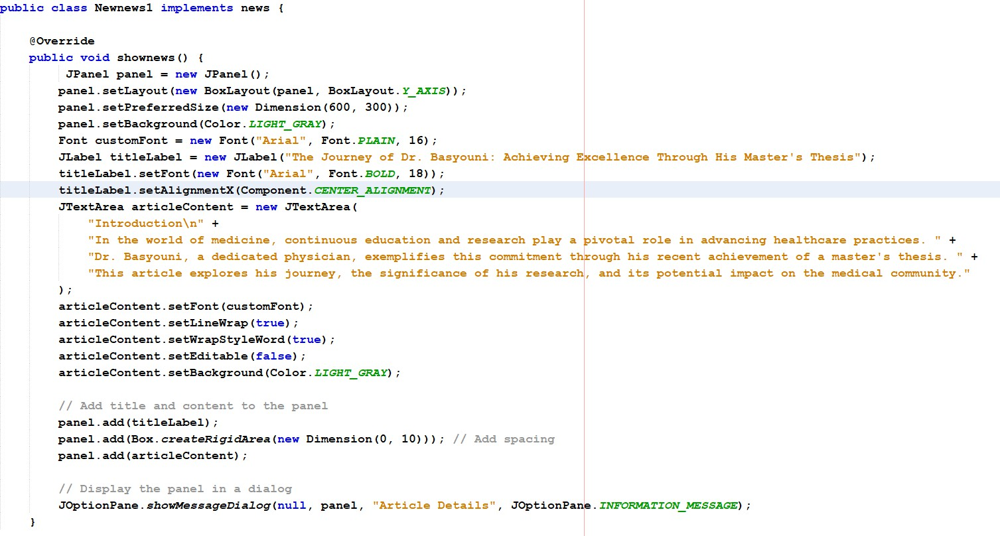 public class Newnews1 implements news {
@Override
public void shownews() {
JPanel panel = new JPanel();
panel.setLayout(new BoxLayout(panel, BoxLayout.Y_AXIS));
panel.setPreferredSize(new Dimension(600, 300));
panel.setBackground(Color.LIGHT_GRAY);
Font customFont = new Font("Arial", Font.PLAIN, 16);
JLabel titleLabel = new JLabel("The Journey of Dr. Basyouni: Achieving Excellence Through His Master's Thesis");
titleLabel.setFont(new Font("Arial", Font.BOLD, 18));
titleLabel.setAlignmentX(Component.CENTER_ALIGNMENT);
JTextArea articleContent = new JTextArea(
"Introduction\n" +
"In the world of medicine, continuous education and research play a pivotal role in advancing healthcare practices. " +
"Dr. Basyouni, a dedicated physician, exemplifies this commitment through his recent achievement of a master's thesis. " +
"This article explores his journey, the significance of his research, and its potential impact on the medical community."
);
articleContent.setFont(customFont);
articleContent.setLineWrap(true);
articleContent.setWrapStyleWord(true);
articleContent.setEditable(false);
articleContent.setBackground(Color.LIGHT_GRAY);
// Add title and content to the panel
panel.add(titleLabel);
panel.add(Box.createRigidArea(new Dimension(0, 10))); // Add spacing
panel.add(articleContent);
// Display the panel in a dialog
JOptionPane.showMessageDialog(null, panel, "Article Details", JOptionPane.INFORMATION_MESSAGE);
}